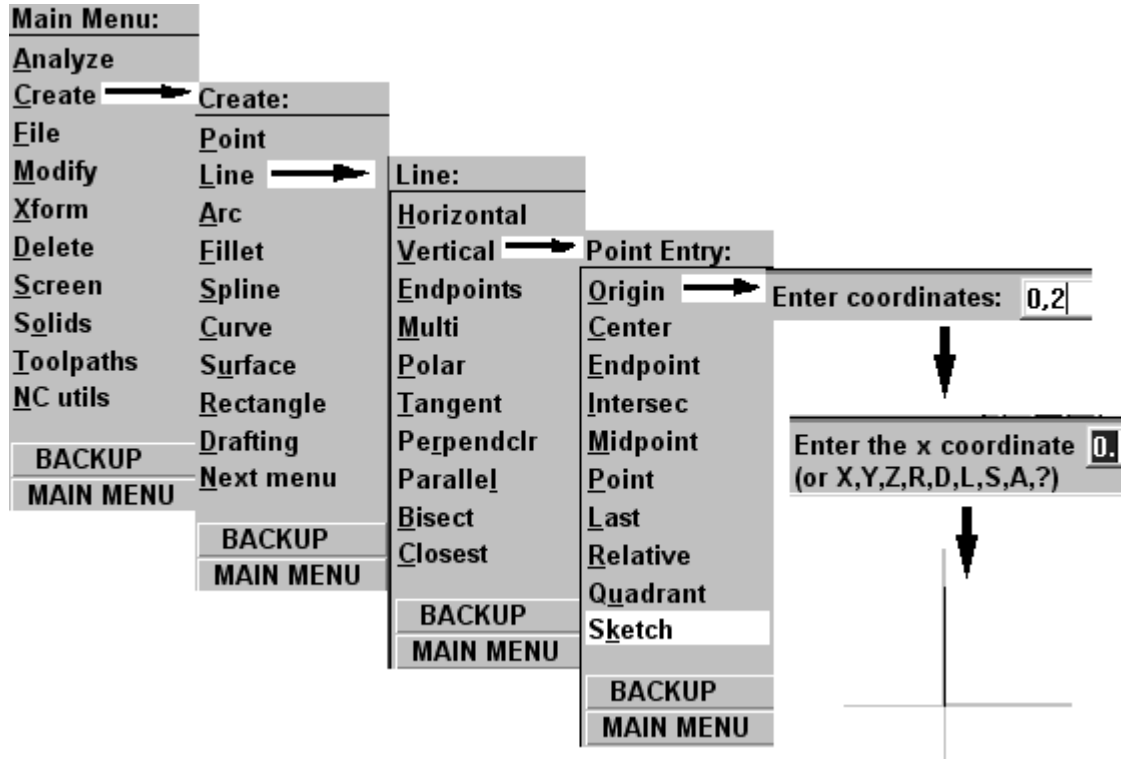 Main Menu:
Analyze
Create
File
Modify
Xform
Delete
Screen
Solids
Toolpaths
NC utils
BACKUP
MAIN MENU
Create:
Point
Line
Arc
Fillet
Spline
Curve
Surface
Rectangle
Drafting
Next menu
BACKUP
MAIN MENU
Line:
Horizontal
Vertical
Endpoints
Multi
Polar
Tangent
Perpendclr
Parallel
Bisect
Closest
BACKUP
MAIN MENU
Point Entry:
Origin
Center
Endpoint
Intersec
Midpoint
Point
Last
Relative
Quadrant
Sketch
BACKUP
MAIN MENU
Enter coordinates: 0,2
Enter the x coordinate 0.
(or X,Y,Z,R,D,L,S,A,?)